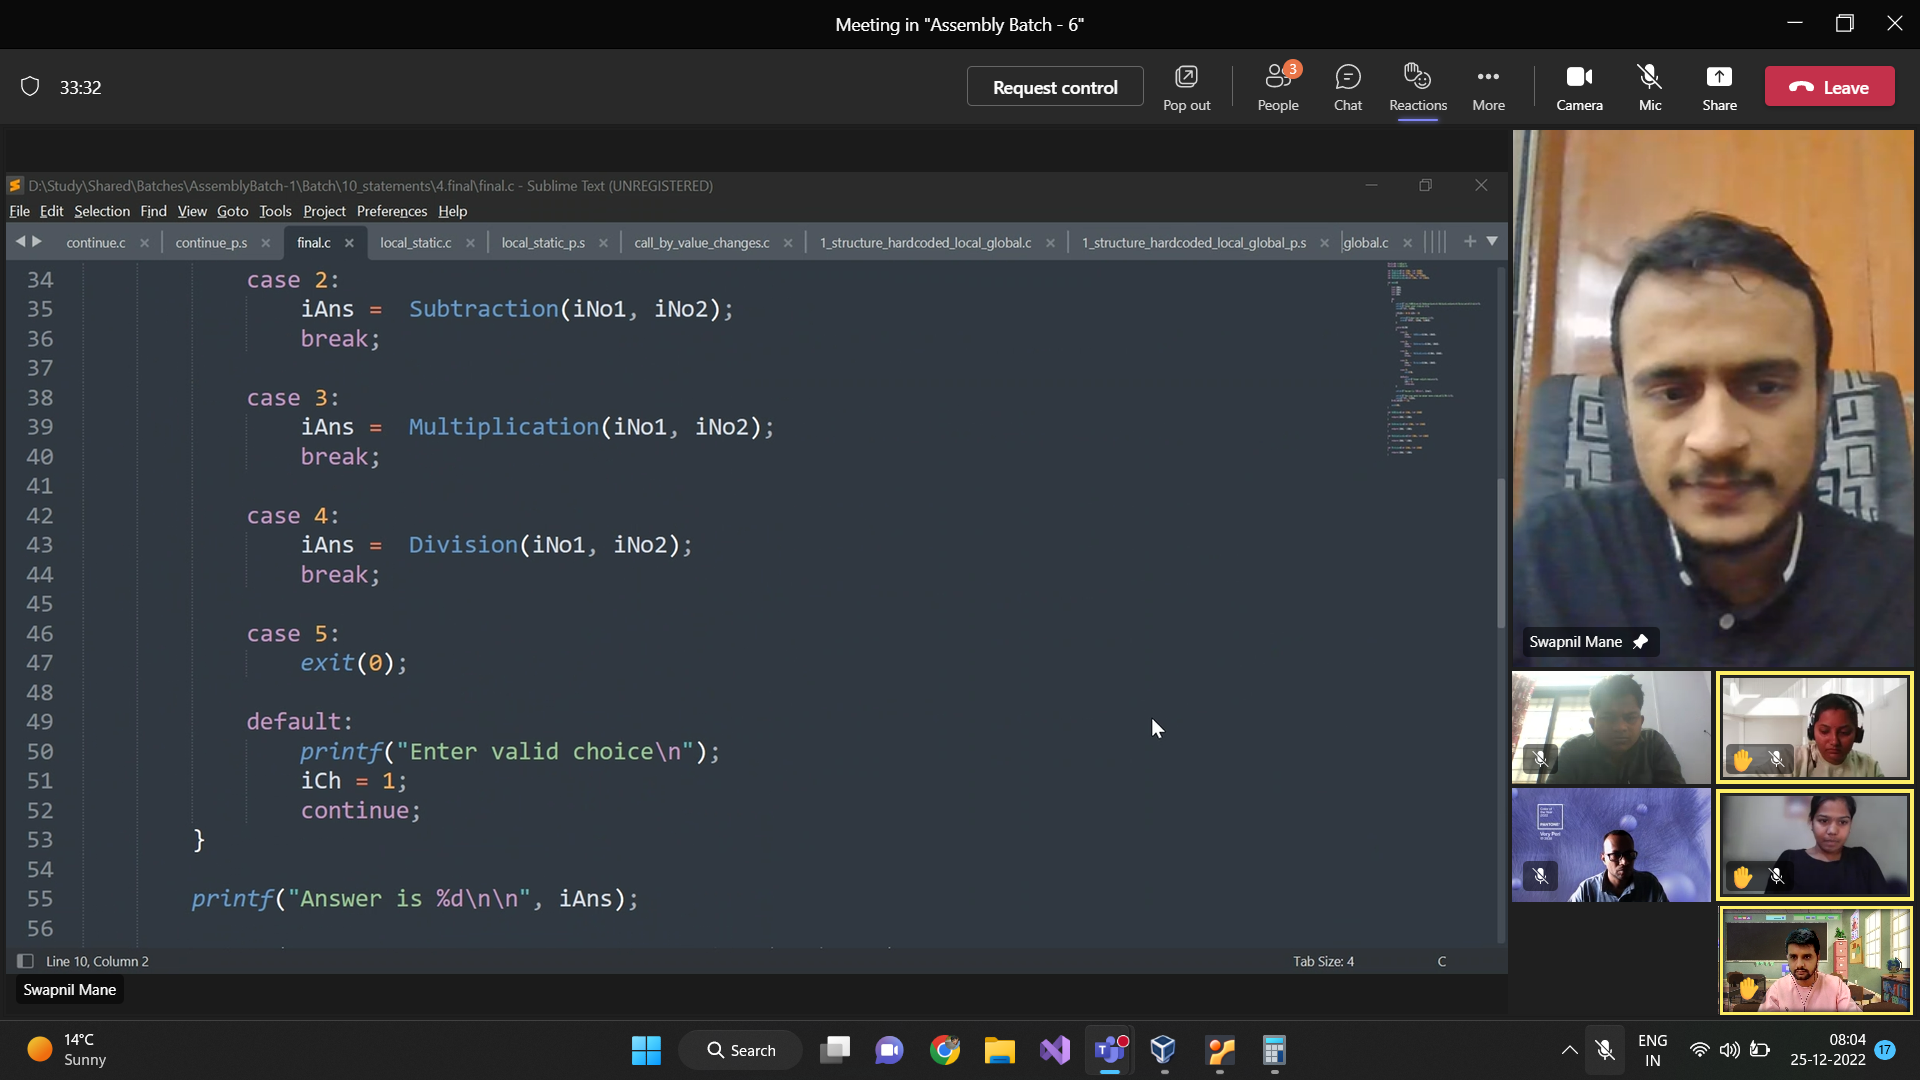 Meeting in "Assembly Batch - 6"
33:32
Request control
Pop out
3
People
Chat
Reactions
More
Camera
Mic
Share
Leave
D:\Study\Shared\Batches\AssemblyBatch-1\Batch\10_statements\4.final\final.c - Sublime Text (UNREGISTERED)
File Edit Selection Find View Goto Tools Project Preferences Help
continue.c continue_p.s final.c local_static.c local_static_p.s call_by_value_changes.c 1_structure_hardcoded_local_global.c 1_structure_hardcoded_local_global_p.s global.c
34 case 2:
35 iAns = Subtraction(iNo1, iNo2);
36 break;
37
38 case 3:
39 iAns = Multiplication(iNo1, iNo2);
40 break;
41
42 case 4:
43 iAns = Division(iNo1, iNo2);
44 break;
45
46 case 5:
47 exit(0);
48
49 default:
50 printf("Enter valid choice\n");
51 iCh = 1;
52 continue;
53 }
54
55 printf("Answer is %d\n\n", iAns);
56
Line 10, Column 2
Tab Size: 4
C
Swapnil Mane
Swapnil Mane
PANTONE
Very Peri
14°C
Sunny
Search
ENG
IN
08:04
25-12-2022
17